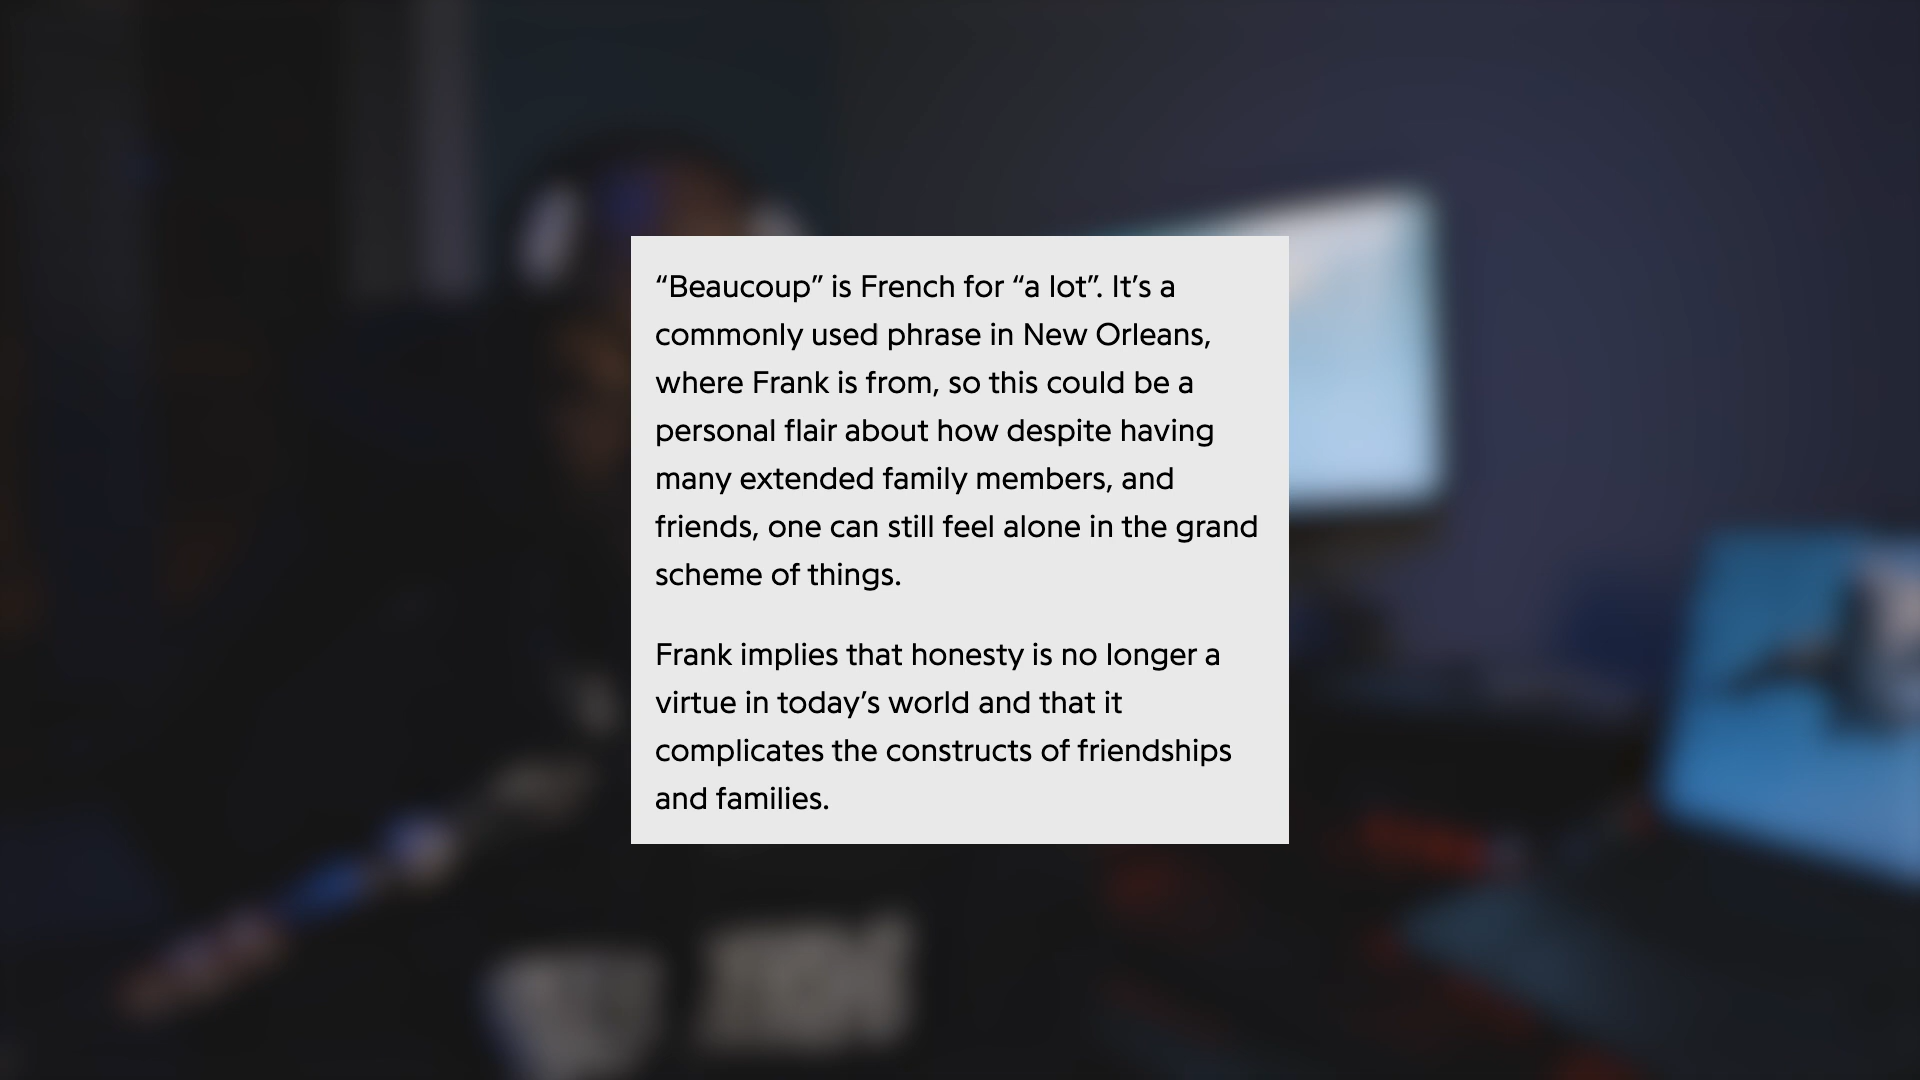 “Beaucoup” is French for “a lot”. It’s a
commonly used phrase in New Orleans,
where Frank is from, so this could be a
personal flair about how despite having
many extended family members, and
friends, one can still feel alone in the grand
scheme of things.
Frank implies that honesty is no longer a
virtue in today’s world and that it
complicates the constructs of friendships
and families.